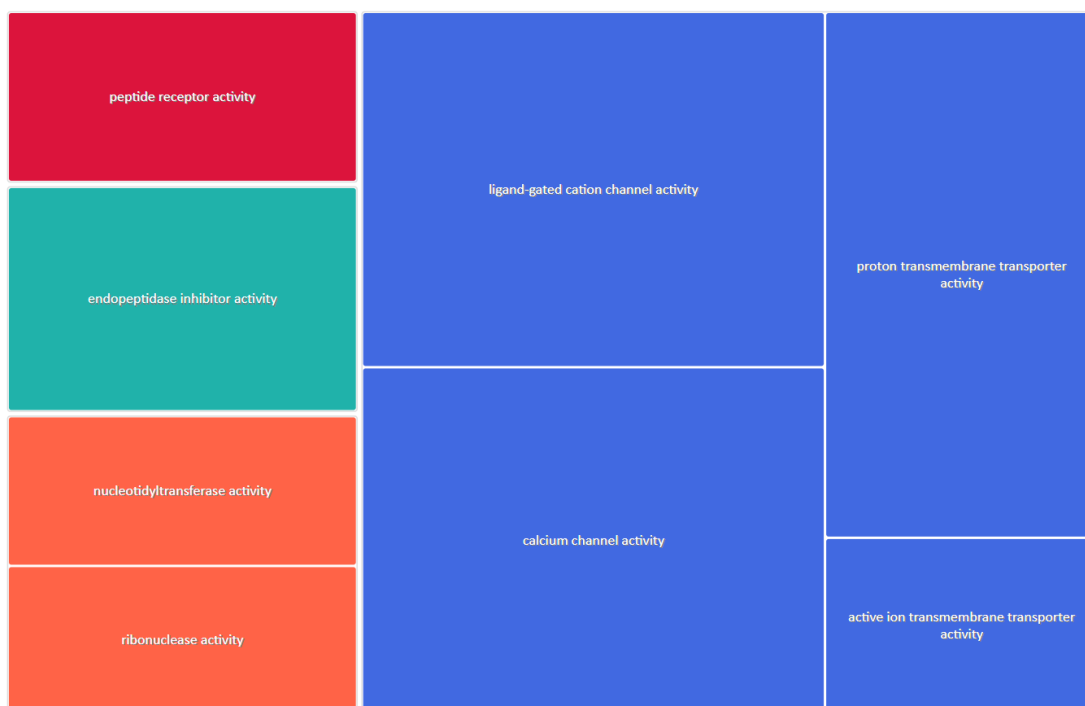 peptide receptor activity
endopeptidase inhibitor activity
nucleotidyltransferase activity
ribonuclease activity
ligand-gated cation channel activity
calcium channel activity
proton transmembrane transporter
activity
active ion transmembrane transporter
activity